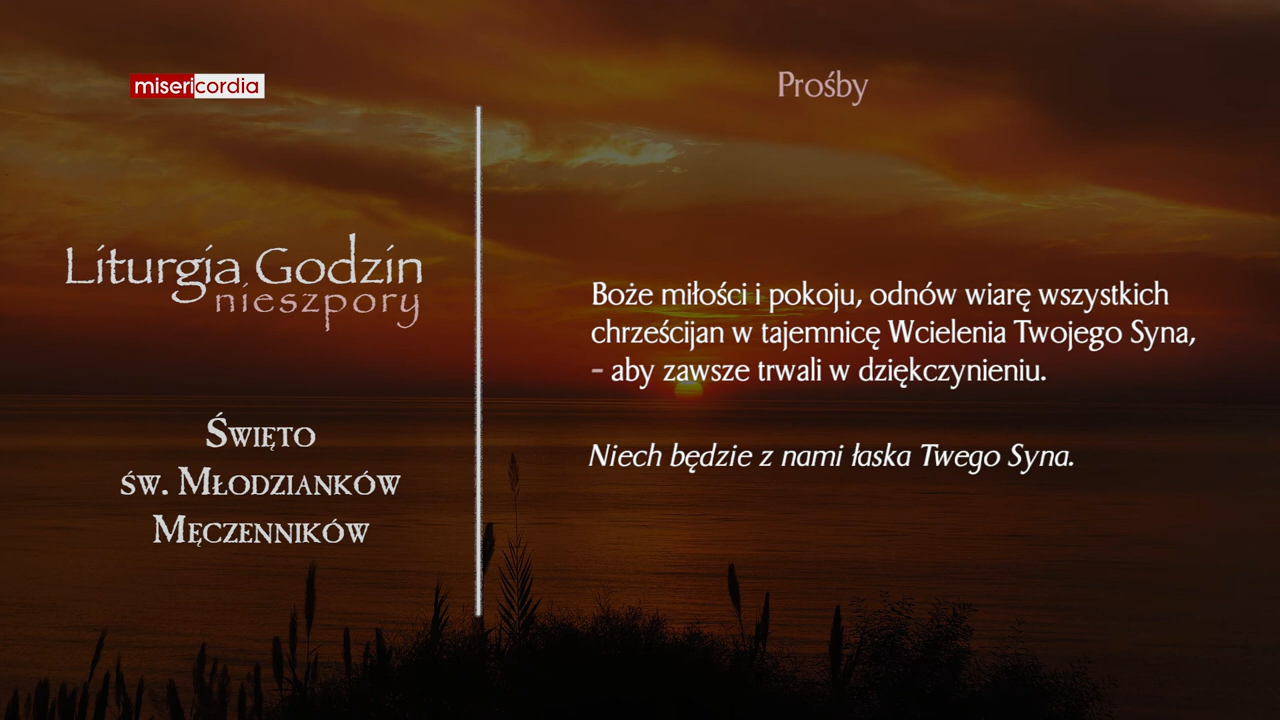 misericordia
Prośby
Liturgia Godzin
nieszpory
Święto
św. Młodzianków
Męczenników
Boże miłości i pokoju, odnów wiarę wszystkich
chrześcijan w tajemnicę Wcielenia Twojego Syna,
- aby zawsze trwali w dziękczynieniu.
Niech będzie z nami łaska Twego Syna.